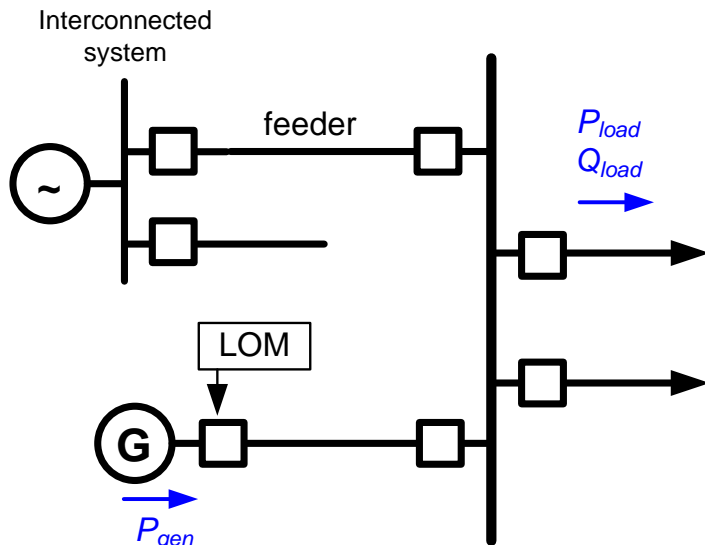 Interconnected
system
feeder
P_load
Q_load
~
LOM
G
P_gen